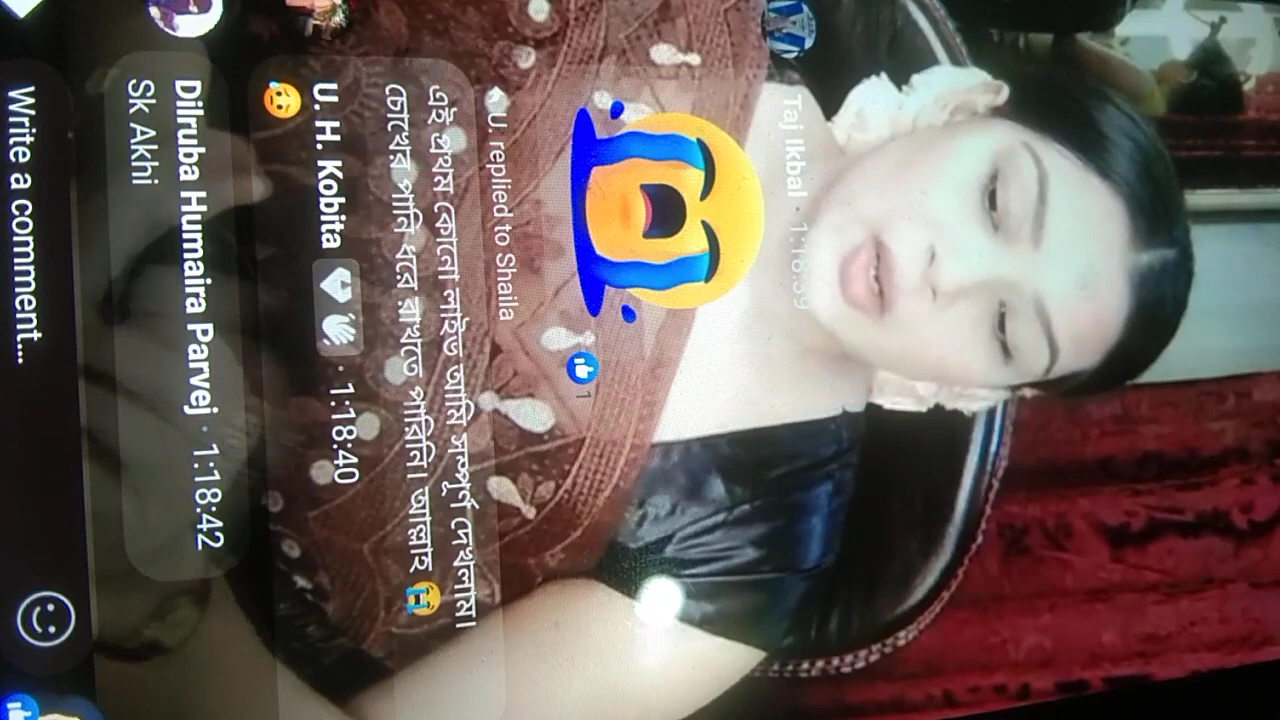 Taj Ikbal · 1:18:39
1
U. replied to Shaila
এই প্রথম কোনো লাইভ আমি সম্পূর্ণ দেখলাম।
চোখের পানি ধরে রাখতে পারিনি। আল্লাহ 😭
U. H. Kobita · 1:18:40
Dilruba Humaira Parvej · 1:18:42
Sk Akhi
Write a comment...